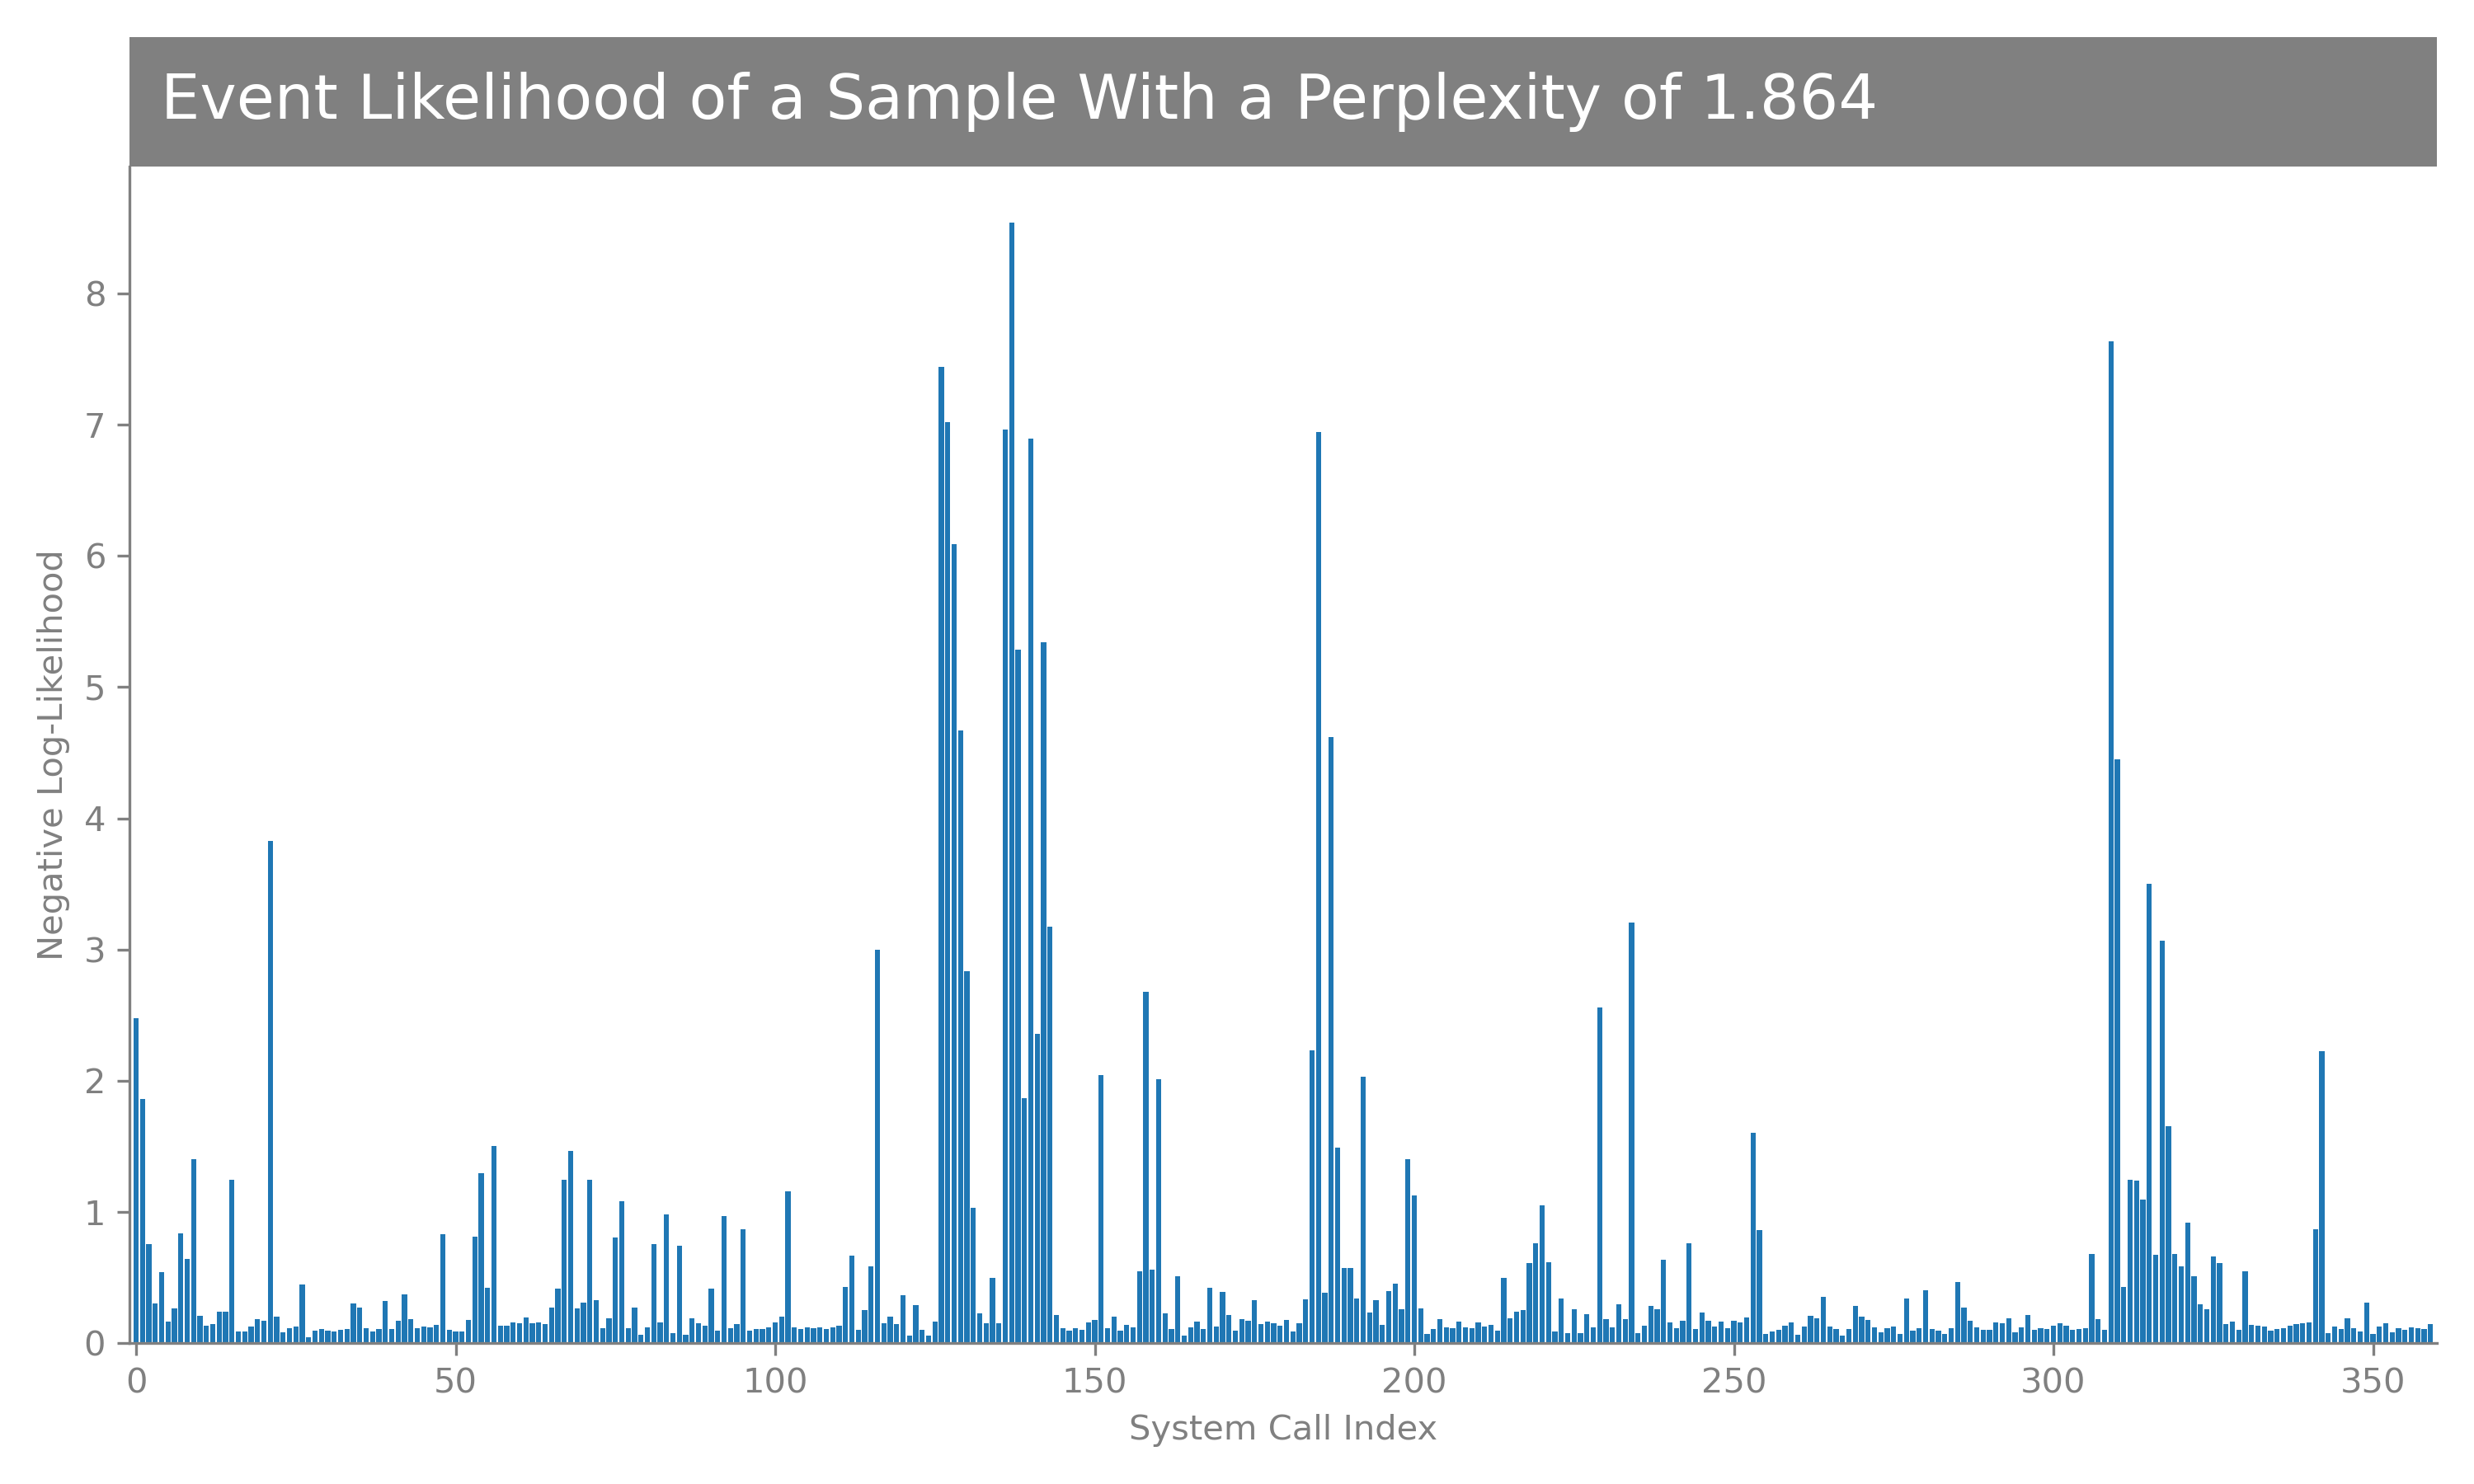 Event Likelihood of a Sample With a Perplexity of 1.864
Negative Log-Likelihood
8
7
6
5
4
3
2
1
0
0 50 100 150 200 250 300 350
System Call Index